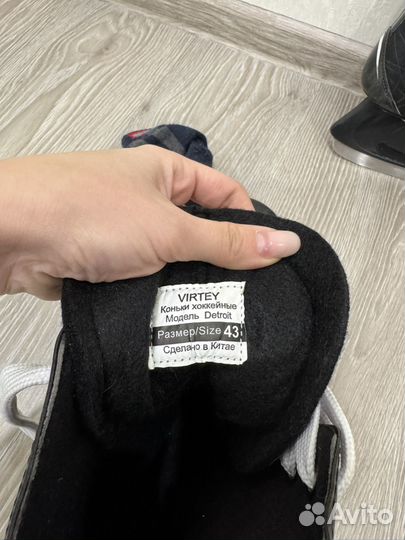 VIRTEY
Коньки хоккейные
Модель Detroit
Размер/Size 43
Сделано в Китае
Avito